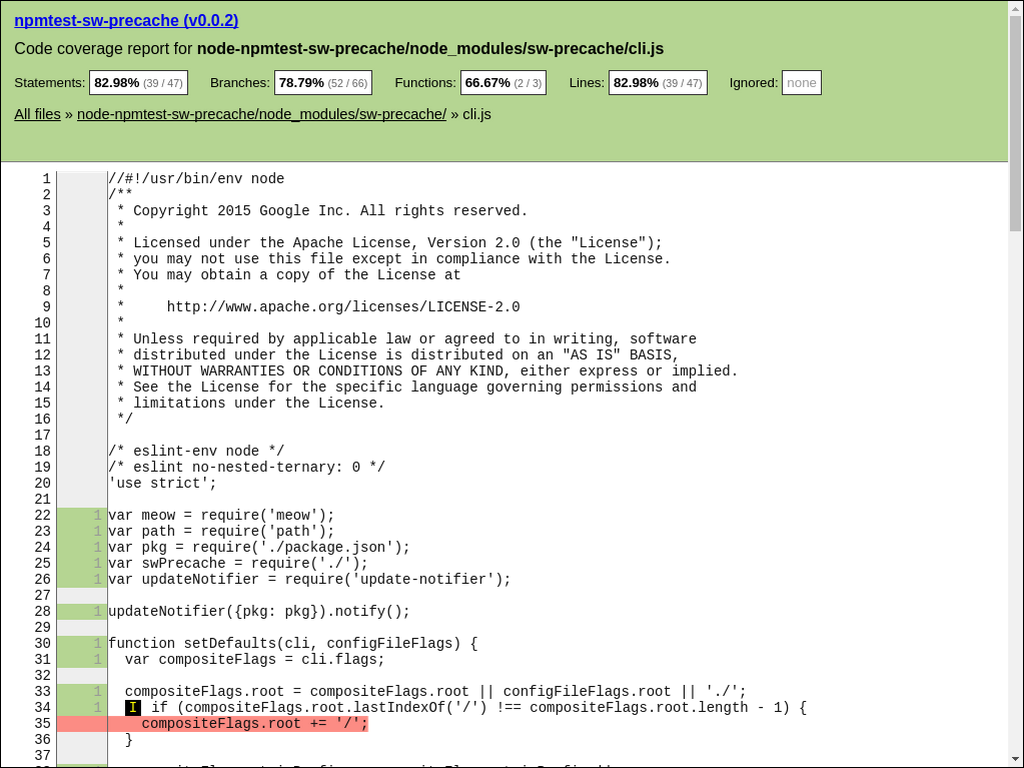 npmtest-sw-precache (v0.0.2)
Code coverage report for node-npmtest-sw-precache/node_modules/sw-precache/cli.js
Statements: 82.98% (39 / 47) Branches: 78.79% (52 / 66) Functions: 66.67% (2 / 3) Lines: 82.98% (39 / 47) Ignored: none
All files » node-npmtest-sw-precache/node_modules/sw-precache/ » cli.js
1 //#!/usr/bin/env node
2 /**
3 * Copyright 2015 Google Inc. All rights reserved.
4 *
5 * Licensed under the Apache License, Version 2.0 (the "License");
6 * you may not use this file except in compliance with the License.
7 * You may obtain a copy of the License at
8 *
9 *     http://www.apache.org/licenses/LICENSE-2.0
10 *
11 * Unless required by applicable law or agreed to in writing, software
12 * distributed under the License is distributed on an "AS IS" BASIS,
13 * WITHOUT WARRANTIES OR CONDITIONS OF ANY KIND, either express or implied.
14 * See the License for the specific language governing permissions and
15 * limitations under the License.
16 */
17
18 /* eslint-env node */
19 /* eslint no-nested-ternary: 0 */
20 'use strict';
21
22 1 var meow = require('meow');
23 1 var path = require('path');
24 1 var pkg = require('./package.json');
25 1 var swPrecache = require('./');
26 1 var updateNotifier = require('update-notifier');
27
28 1 updateNotifier({pkg: pkg}).notify();
29
30 1 function setDefaults(cli, configFileFlags) {
31 1   var compositeFlags = cli.flags;
32
33 1   compositeFlags.root = compositeFlags.root || configFileFlags.root || './';
34 1   I if (compositeFlags.root.lastIndexOf('/') !== compositeFlags.root.length - 1) {
35     compositeFlags.root += '/';
36   }
37